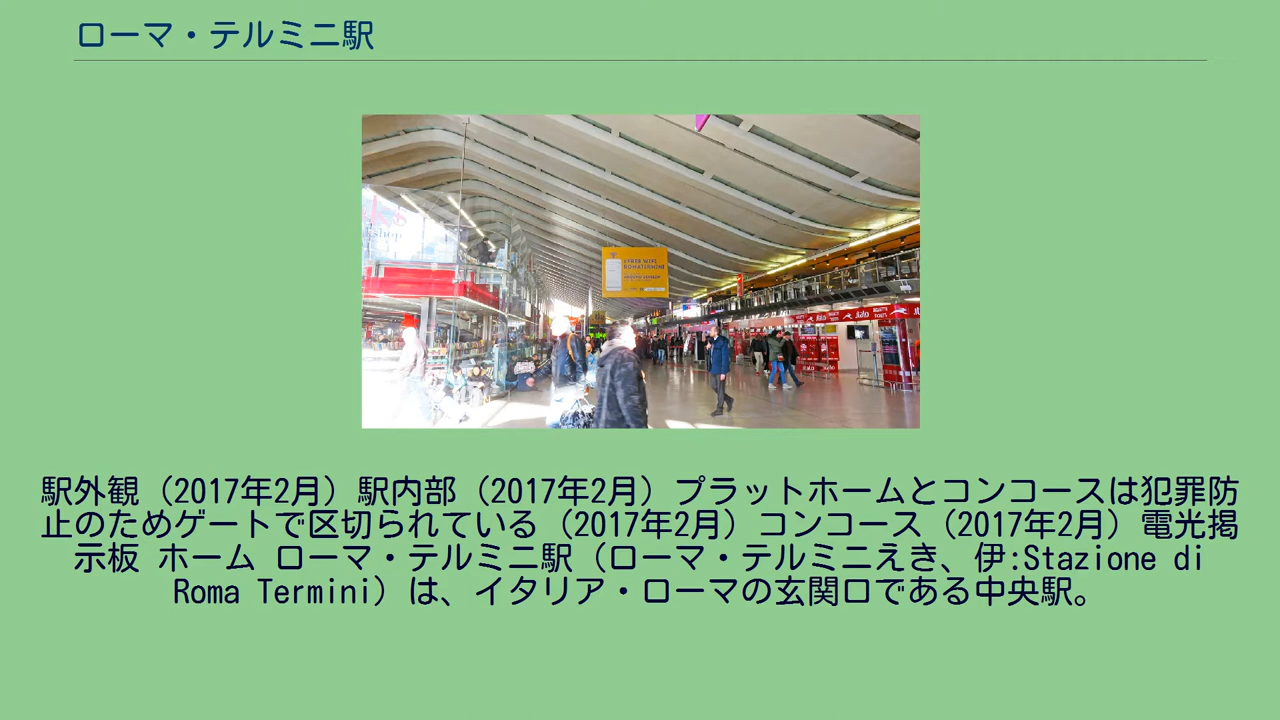 ローマ・テルミニ駅
FREE WIFI
ROMATERMINI
italo
駅外観（2017年2月）駅内部（2017年2月）プラットホームとコンコースは犯罪防
止のためゲートで区切られている（2017年2月）コンコース（2017年2月）電光掲
示板 ホーム ローマ・テルミニ駅（ローマ・テルミニえき、伊:Stazione di
Roma Termini）は、イタリア・ローマの玄関口である中央駅。